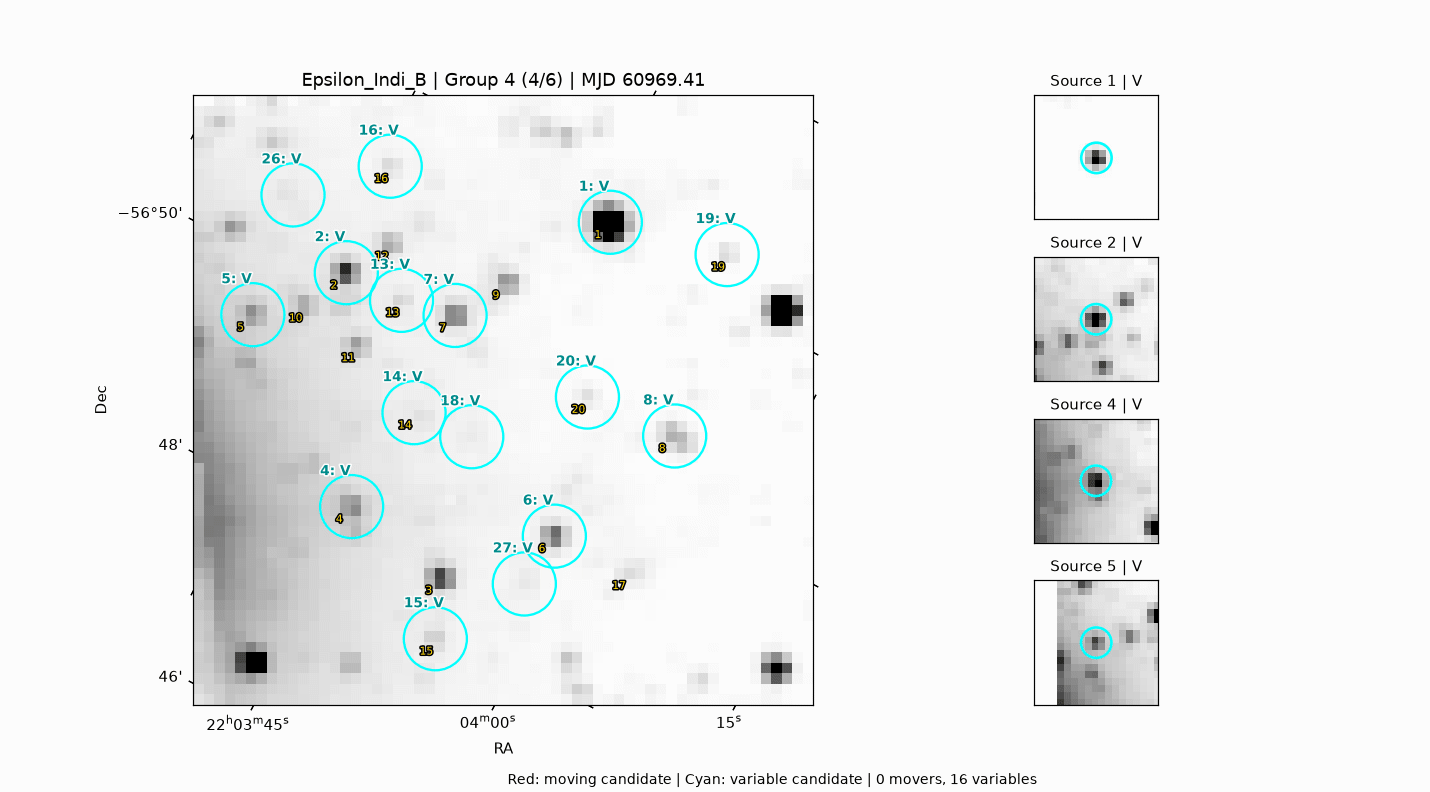 Epsilon_Indi_B | Group 4 (4/6) | MJD 60969.41
Source 1 | V
16: V
26: V
16
1: V
19: V
−56°50'
1
2: V
12
13: V
19
Source 2 | V
5: V
7: V
2
9
5
10
13
7
11
20: V
14: V
18: V
8: V
Dec
20
14
Source 4 | V
48'
8
4: V
6: V
4
27: V
6
Source 5 | V
3
17
15: V
15
46'
22ʰ03ᵐ45ˢ
04ᵐ00ˢ
15ˢ
RA
Red: moving candidate | Cyan: variable candidate | 0 movers, 16 variables